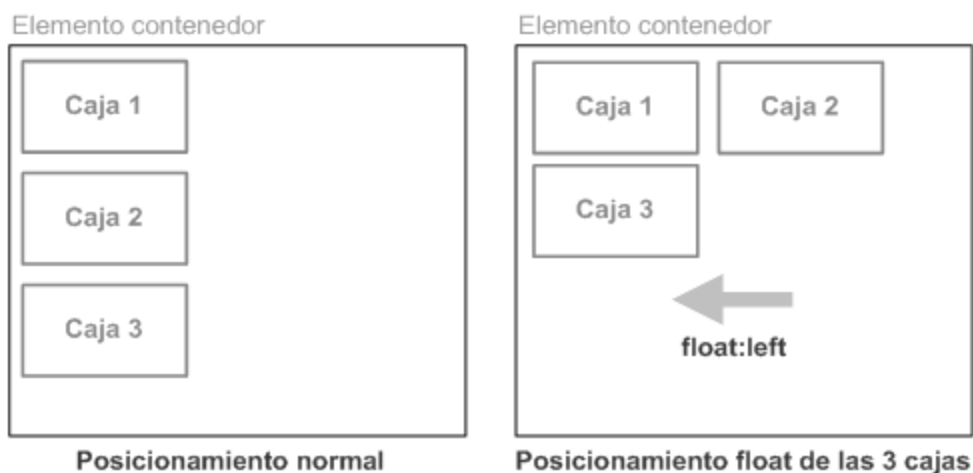 Elemento contenedor
Caja 1
Caja 2
Caja 3
Posicionamiento normal
Elemento contenedor
Caja 1
Caja 2
Caja 3
float:left
Posicionamiento float de las 3 cajas